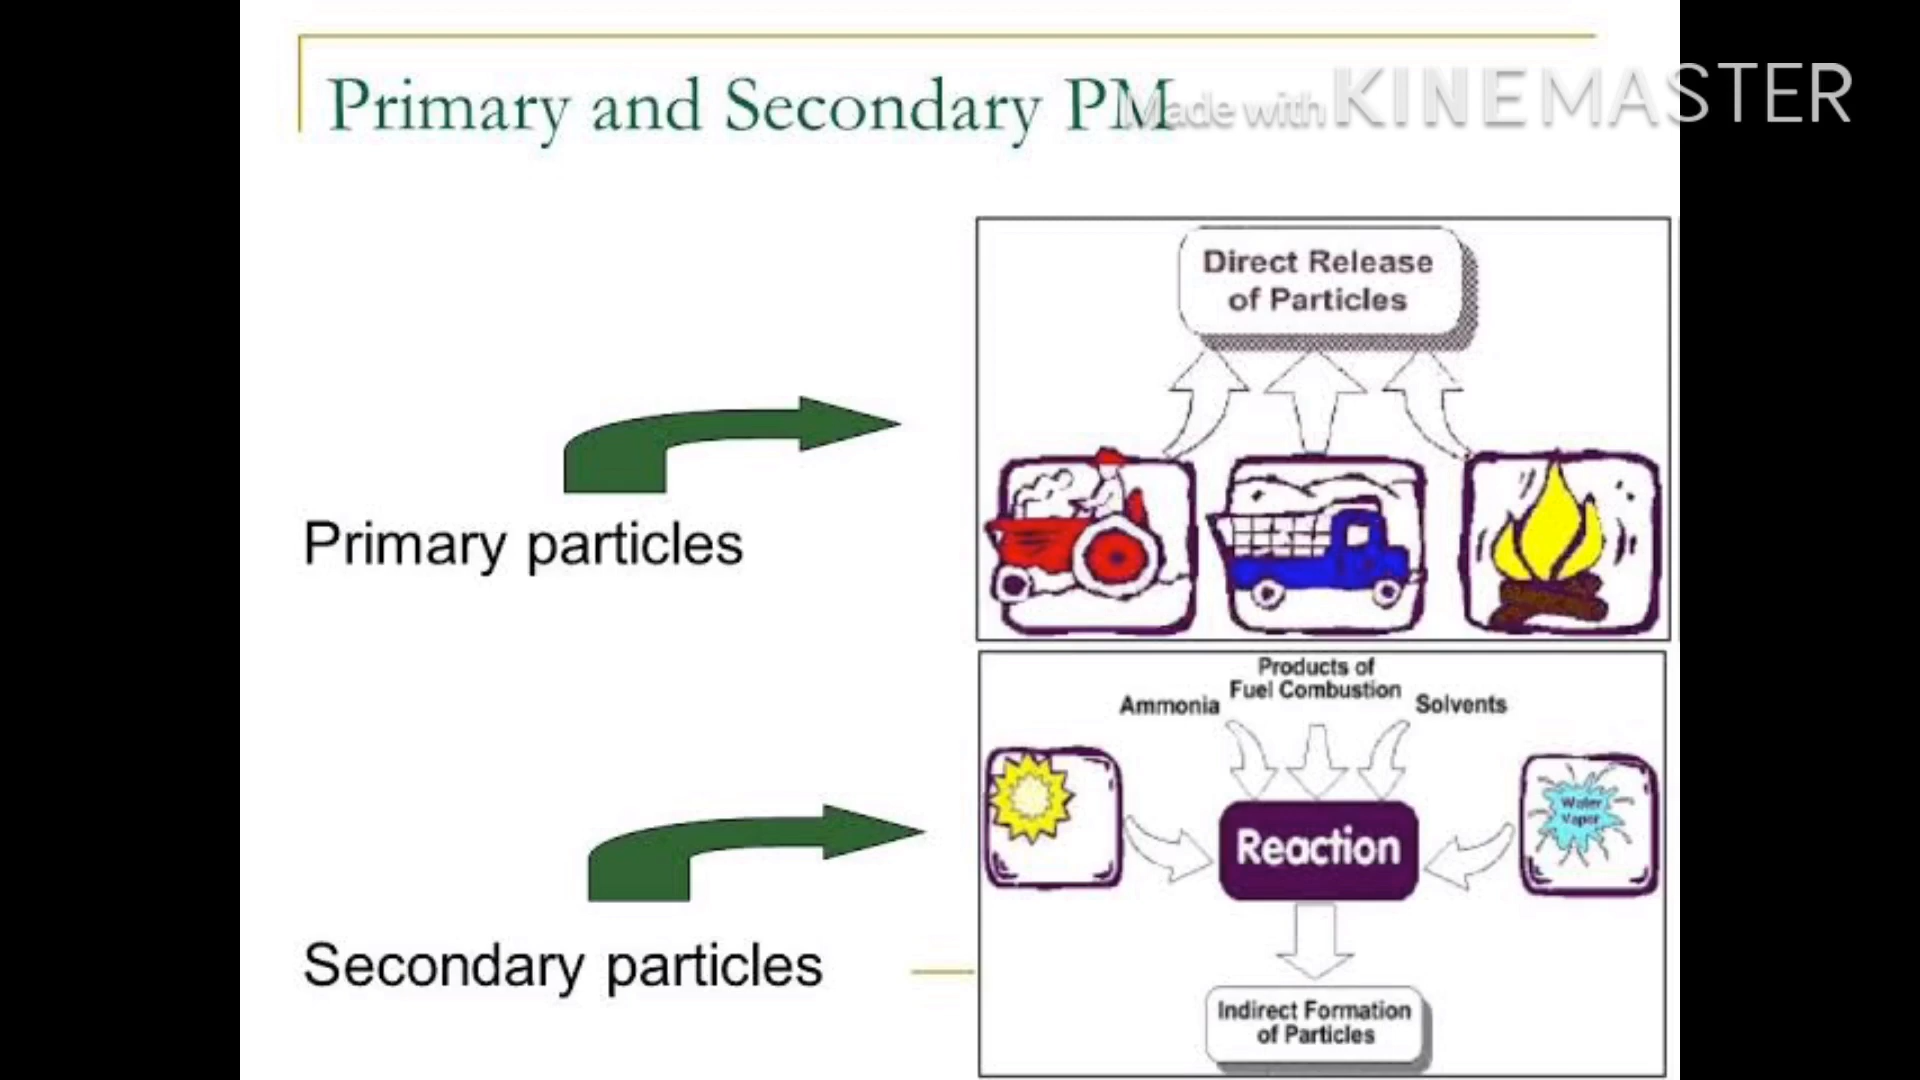 Primary and Secondary PM
Made with KINEMASTER
Direct Release
of Particles
Primary particles
Products of
Fuel Combustion
Ammonia
Solvents
Water
Vapor
Reaction
Secondary particles
Indirect Formation
of Particles